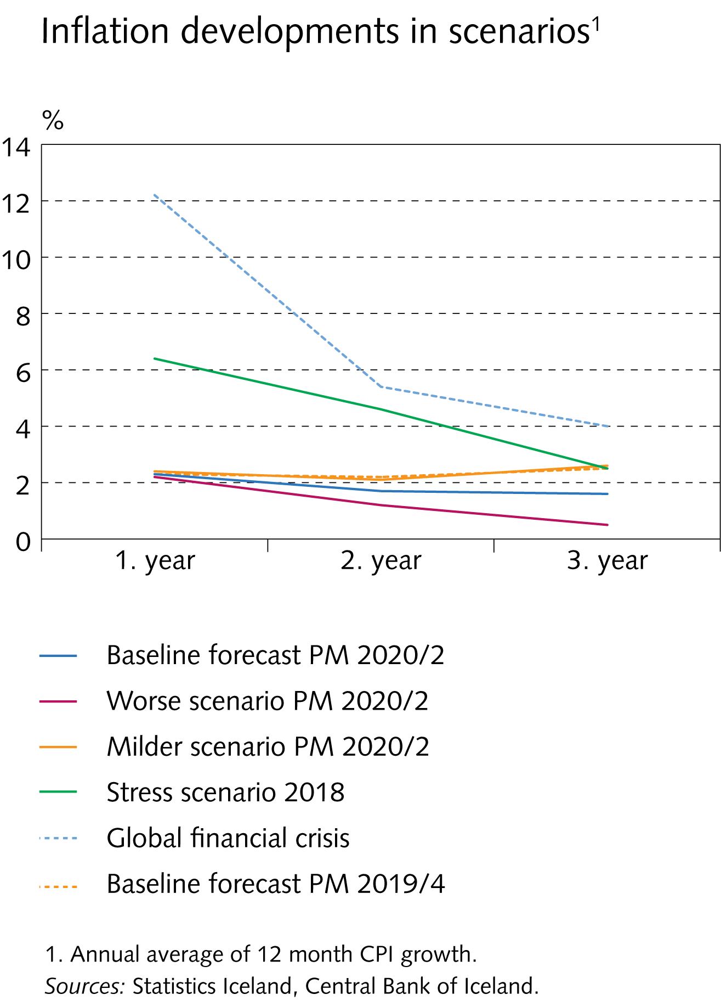 Inflation developments in scenarios¹
%
14
12
10
8
6
4
2
0
1. year 2. year 3. year
Baseline forecast PM 2020/2
Worse scenario PM 2020/2
Milder scenario PM 2020/2
Stress scenario 2018
Global financial crisis
Baseline forecast PM 2019/4
1. Annual average of 12 month CPI growth.
Sources: Statistics Iceland, Central Bank of Iceland.